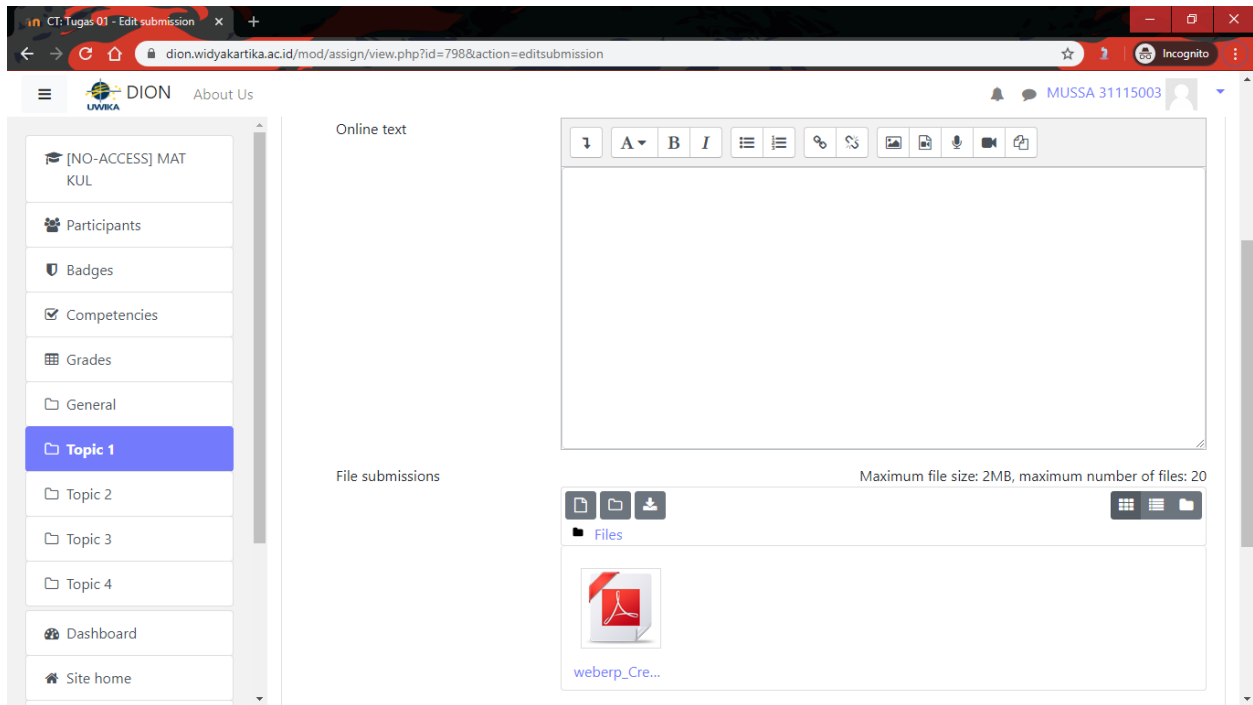 CT: Tugas 01 - Edit submission
dion.widyakartika.ac.id/mod/assign/view.php?id=798&action=editsubmission
Incognito
UWIKA
DION
About Us
MUSSA 31115003
[NO-ACCESS] MAT
KUL
Participants
Badges
Competencies
Grades
General
Topic 1
Topic 2
Topic 3
Topic 4
Dashboard
Site home
Online text
A
B
I
File submissions
Maximum file size: 2MB, maximum number of files: 20
Files
weberp_Cre...